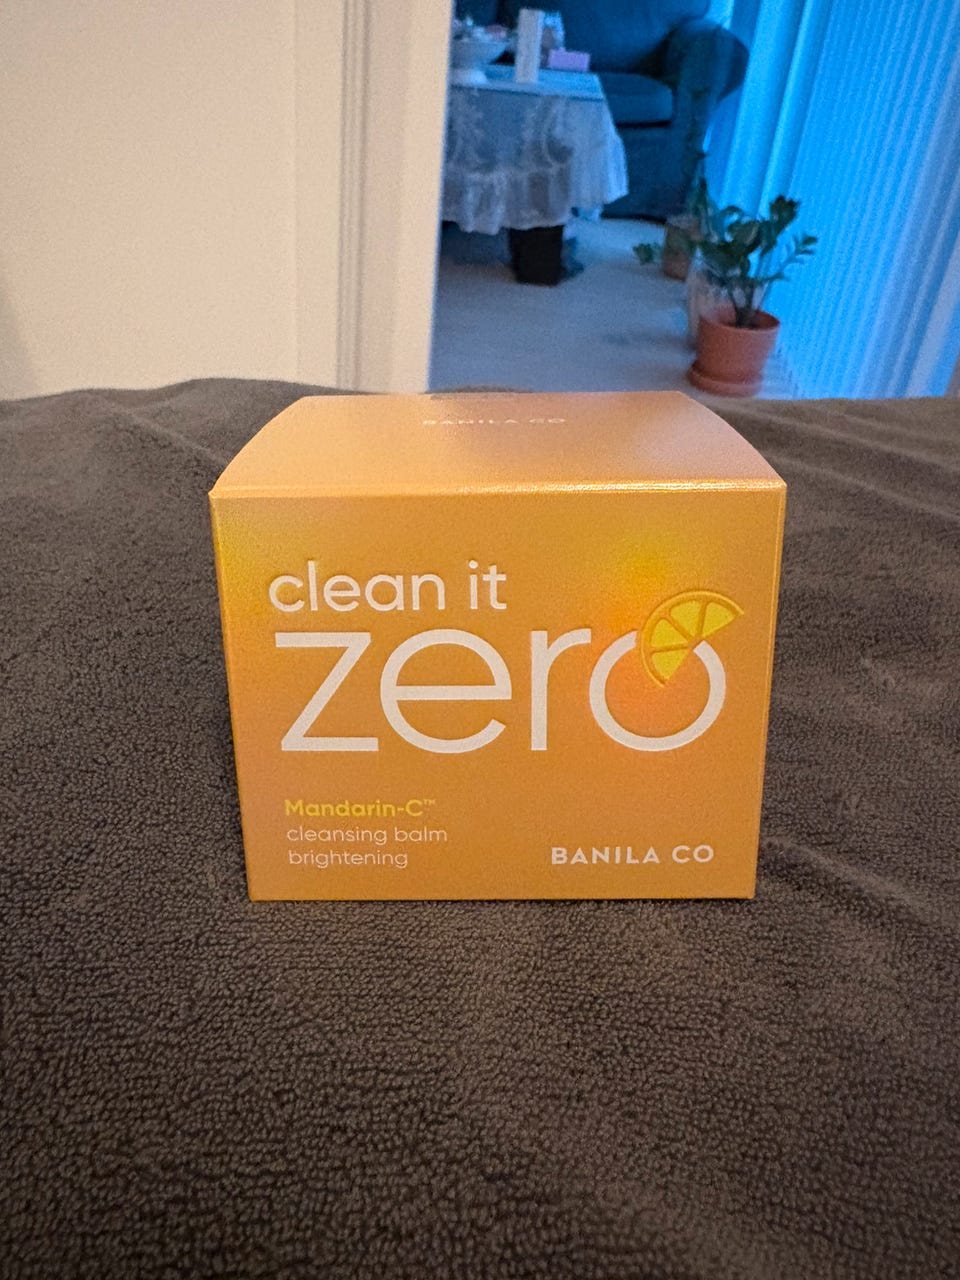 BANILA CO
clean it
zero
Mandarin-C™
cleansing balm
brightening
BANILA CO